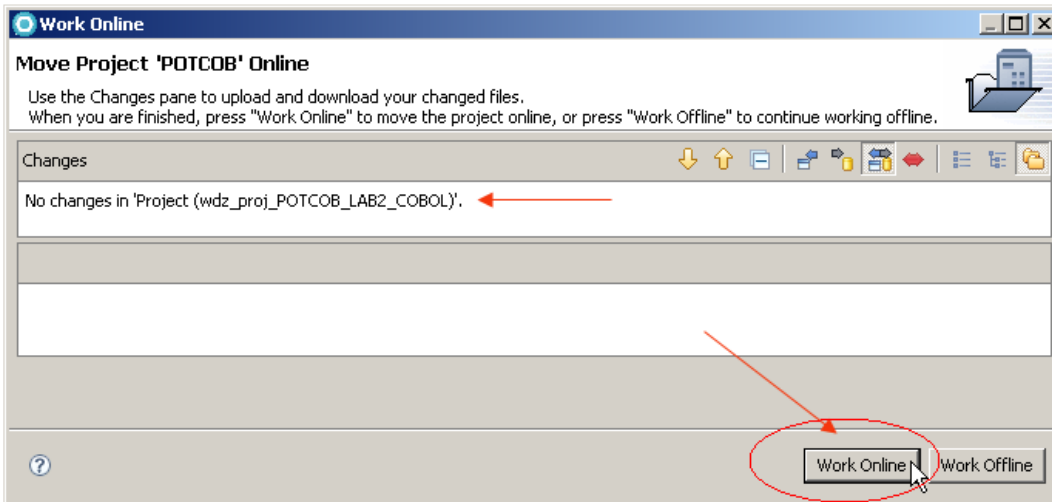 Work Online
Move Project 'POTCOB' Online
Use the Changes pane to upload and download your changed files.
When you are finished, press "Work Online" to move the project online, or press "Work Offline" to continue working offline.
Changes
No changes in 'Project (wdz_proj_POTCOB_LAB2_COBOL)'.
?
Work Online
Work Offline